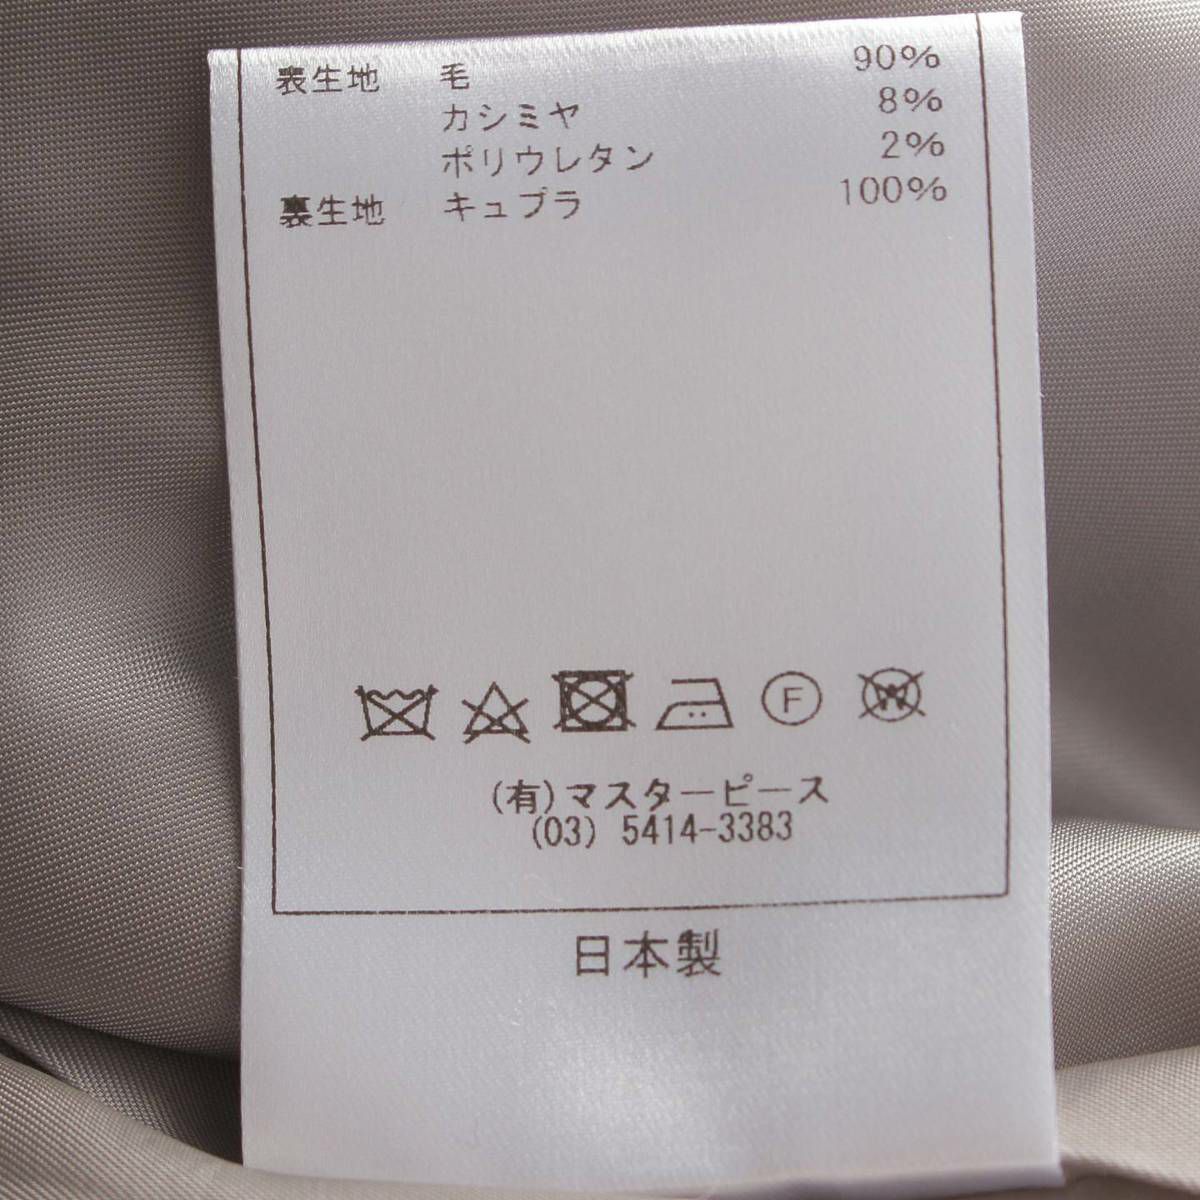 表生地 毛 90%
カシミヤ 8%
ポリウレタン 2%
裏生地 キュプラ 100%
F W
(有)マスターピース
(03) 5414-3383
日本製